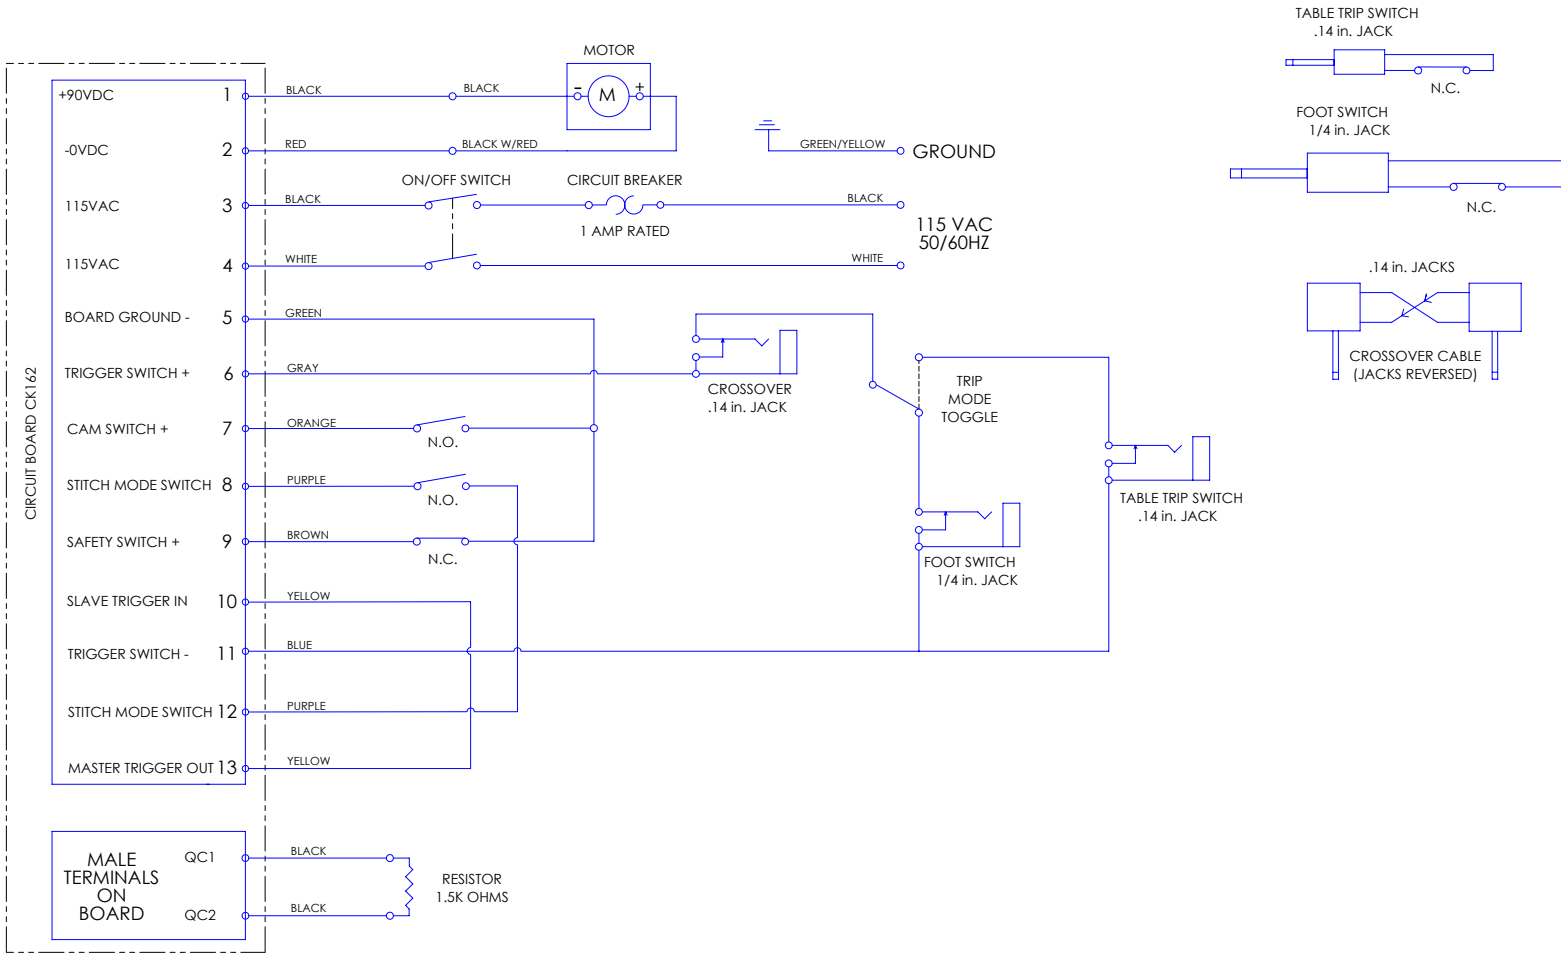 TABLE TRIP SWITCH
.14 in. JACK
N.C.
FOOT SWITCH
1/4 in. JACK
N.C.
.14 in. JACKS
CROSSOVER CABLE
(JACKS REVERSED)
MOTOR
- M +
CIRCUIT BOARD CK162
+90VDC 1 BLACK BLACK
-0VDC 2 RED BLACK W/RED
GREEN/YELLOW GROUND
ON/OFF SWITCH CIRCUIT BREAKER
115VAC 3 BLACK BLACK
1 AMP RATED
115 VAC
50/60HZ
115VAC 4 WHITE WHITE
BOARD GROUND - 5 GREEN
TRIGGER SWITCH + 6 GRAY
CROSSOVER
.14 in. JACK
TRIP
MODE
TOGGLE
CAM SWITCH + 7 ORANGE
N.O.
STITCH MODE SWITCH 8 PURPLE
N.O.
TABLE TRIP SWITCH
.14 in. JACK
SAFETY SWITCH + 9 BROWN
N.C.
FOOT SWITCH
1/4 in. JACK
SLAVE TRIGGER IN 10 YELLOW
TRIGGER SWITCH - 11 BLUE
STITCH MODE SWITCH 12 PURPLE
MASTER TRIGGER OUT 13 YELLOW
MALE
TERMINALS
ON
BOARD
QC1 BLACK
RESISTOR
1.5K OHMS
QC2 BLACK